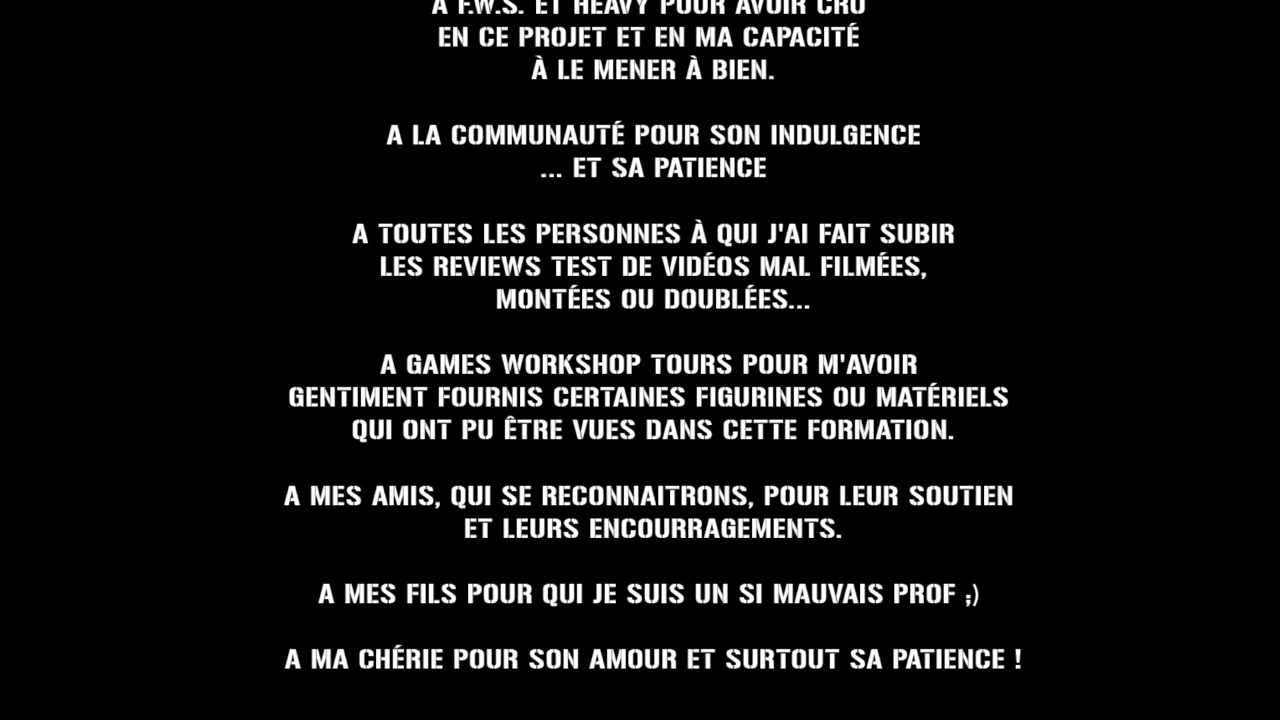 A F.W.S. ET HEAVY POUR AVOIR CRU
EN CE PROJET ET EN MA CAPACITÉ
À LE MENER À BIEN.
A LA COMMUNAUTÉ POUR SON INDULGENCE
... ET SA PATIENCE
A TOUTES LES PERSONNES À QUI J'AI FAIT SUBIR
LES REVIEWS TEST DE VIDÉOS MAL FILMÉES,
MONTÉES OU DOUBLÉES...
A GAMES WORKSHOP TOURS POUR M'AVOIR
GENTIMENT FOURNIS CERTAINES FIGURINES OU MATÉRIELS
QUI ONT PU ÊTRE VUES DANS CETTE FORMATION.
A MES AMIS, QUI SE RECONNAITRONS, POUR LEUR SOUTIEN
ET LEURS ENCOURRAGEMENTS.
A MES FILS POUR QUI JE SUIS UN SI MAUVAIS PROF ;)
A MA CHÉRIE POUR SON AMOUR ET SURTOUT SA PATIENCE !